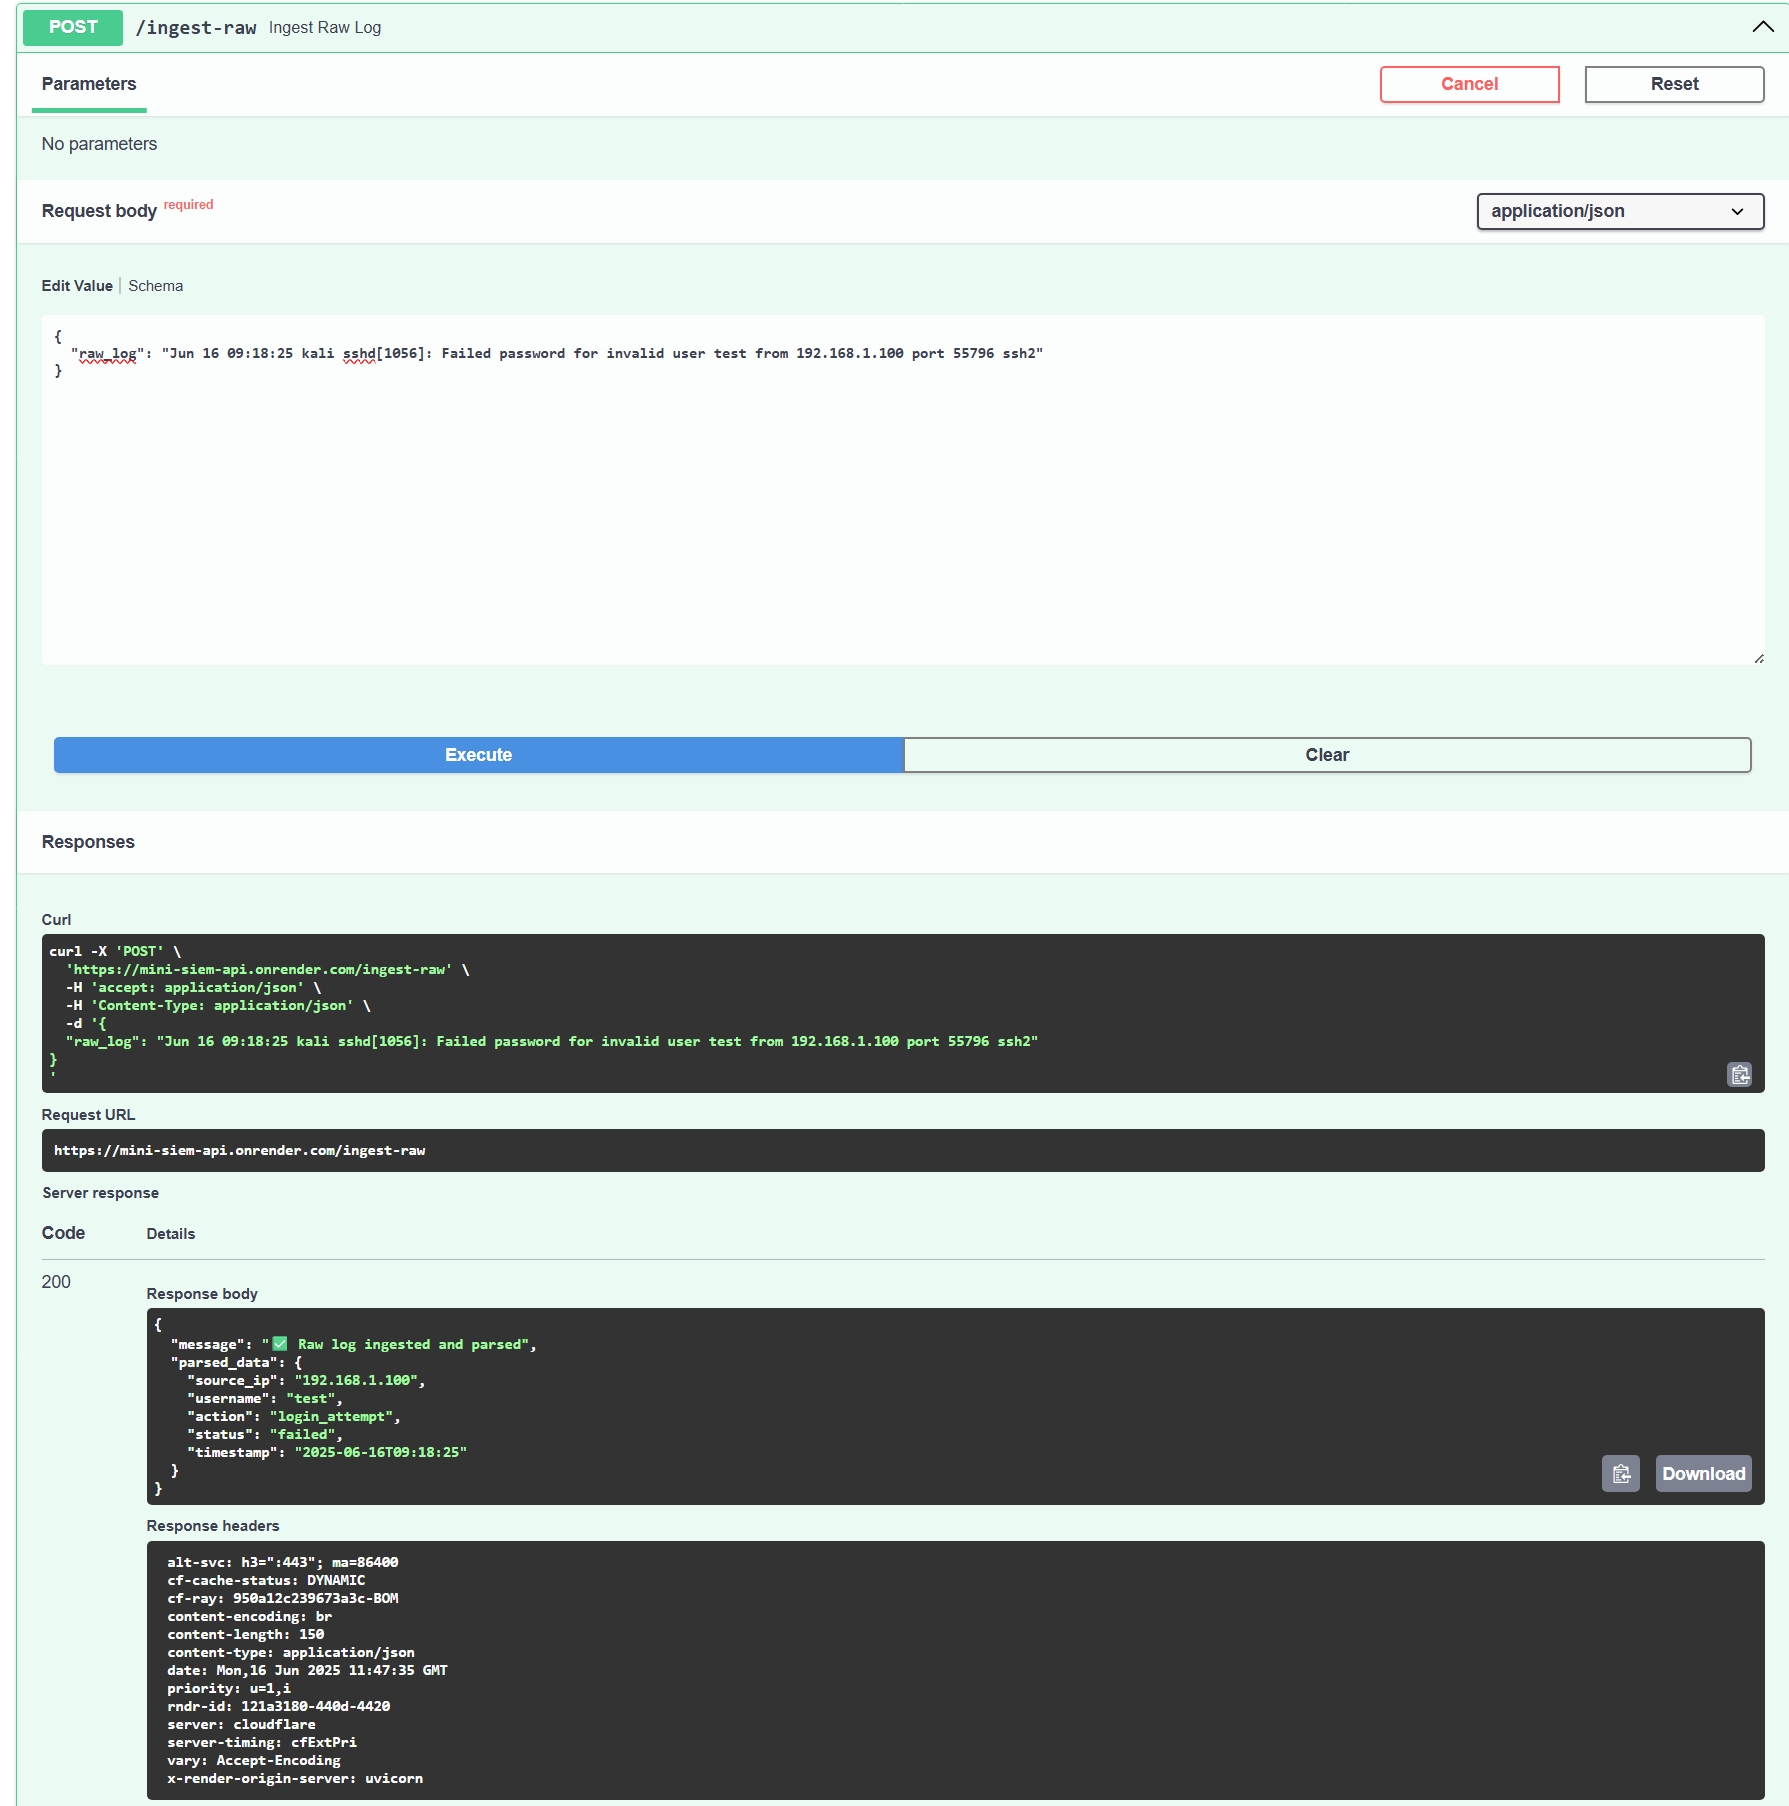 POST /ingest-raw Ingest Raw Log
Parameters
Cancel
Reset
No parameters
Request body required
application/json
Edit Value | Schema
{
  "raw_log": "Jun 16 09:18:25 kali sshd[1056]: Failed password for invalid user test from 192.168.1.100 port 55796 ssh2"
}
Execute
Clear
Responses
Curl
curl -X 'POST' \
  'https://mini-siem-api.onrender.com/ingest-raw' \
  -H 'accept: application/json' \
  -H 'Content-Type: application/json' \
  -d '{
  "raw_log": "Jun 16 09:18:25 kali sshd[1056]: Failed password for invalid user test from 192.168.1.100 port 55796 ssh2"
}
'
Request URL
https://mini-siem-api.onrender.com/ingest-raw
Server response
Code Details
200
Response body
{
  "message": "✅ Raw log ingested and parsed",
  "parsed_data": {
    "source_ip": "192.168.1.100",
    "username": "test",
    "action": "login_attempt",
    "status": "failed",
    "timestamp": "2025-06-16T09:18:25"
  }
}
Download
Response headers
alt-svc: h3=":443"; ma=86400
cf-cache-status: DYNAMIC
cf-ray: 950a12c239673a3c-BOM
content-encoding: br
content-length: 150
content-type: application/json
date: Mon,16 Jun 2025 11:47:35 GMT
priority: u=1,i
rndr-id: 121a3180-440d-4420
server: cloudflare
server-timing: cfExtPri
vary: Accept-Encoding
x-render-origin-server: uvicorn